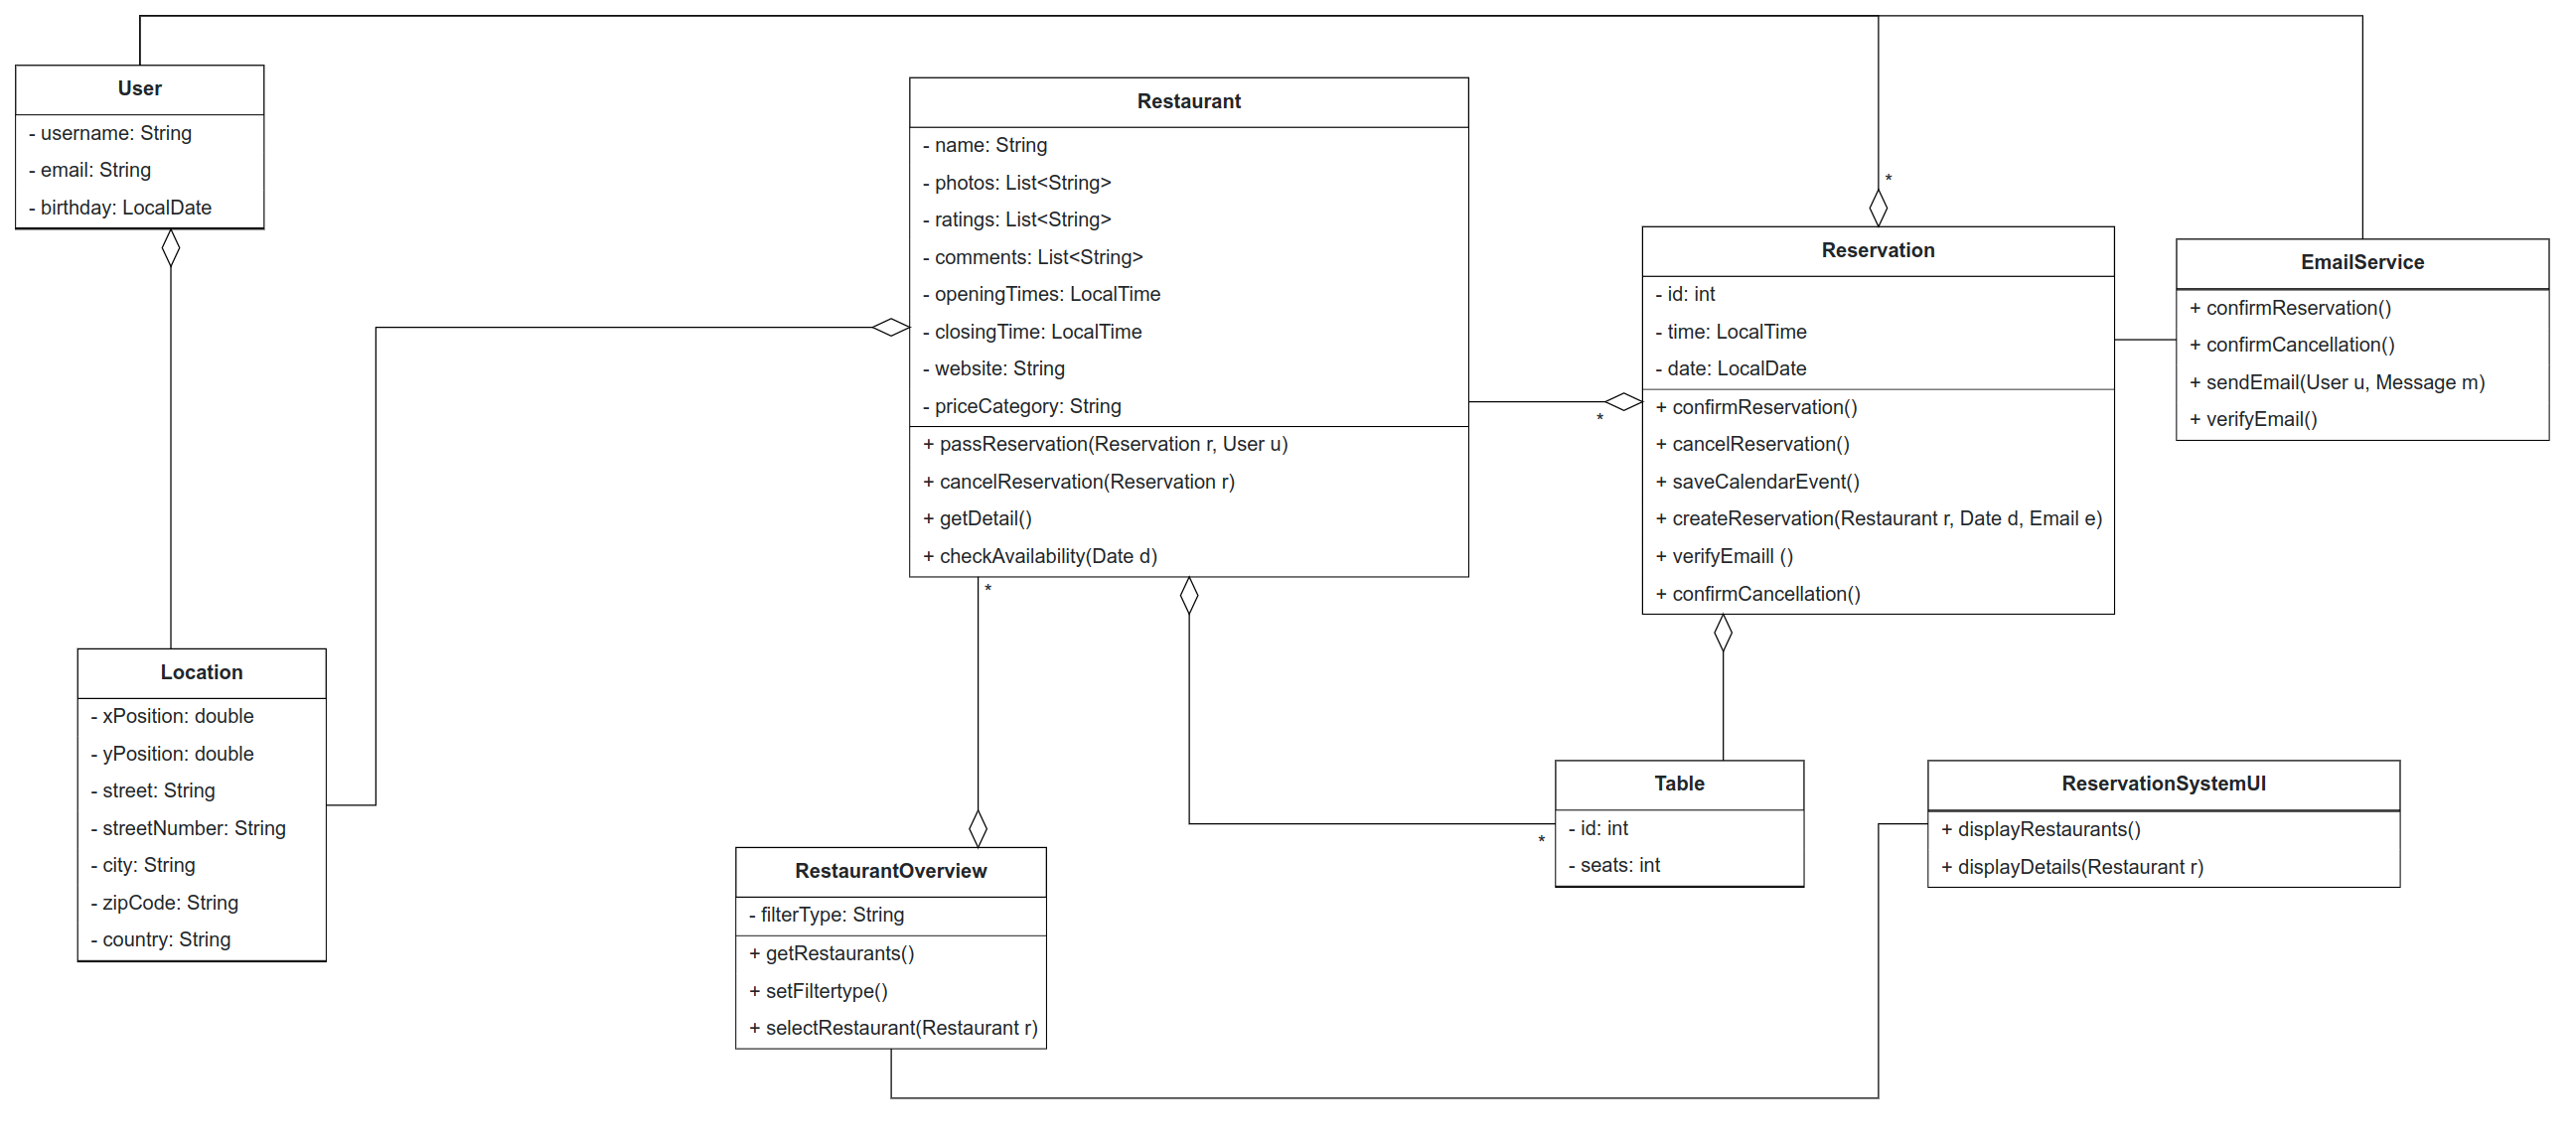 User
- username: String
- email: String
- birthday: LocalDate
Restaurant
- name: String
- photos: List<String>
- ratings: List<String>
- comments: List<String>
- openingTimes: LocalTime
- closingTime: LocalTime
- website: String
- priceCategory: String
+ passReservation(Reservation r, User u)
+ cancelReservation(Reservation r)
+ getDetail()
+ checkAvailability(Date d)
*
*
Reservation
- id: int
- time: LocalTime
- date: LocalDate
+ confirmReservation()
+ cancelReservation()
+ saveCalendarEvent()
+ createReservation(Restaurant r, Date d, Email e)
+ verifyEmaill ()
+ confirmCancellation()
*
EmailService
+ confirmReservation()
+ confirmCancellation()
+ sendEmail(User u, Message m)
+ verifyEmail()
Location
- xPosition: double
- yPosition: double
- street: String
- streetNumber: String
- city: String
- zipCode: String
- country: String
RestaurantOverview
- filterType: String
+ getRestaurants()
+ setFiltertype()
+ selectRestaurant(Restaurant r)
*
Table
- id: int
- seats: int
ReservationSystemUI
+ displayRestaurants()
+ displayDetails(Restaurant r)